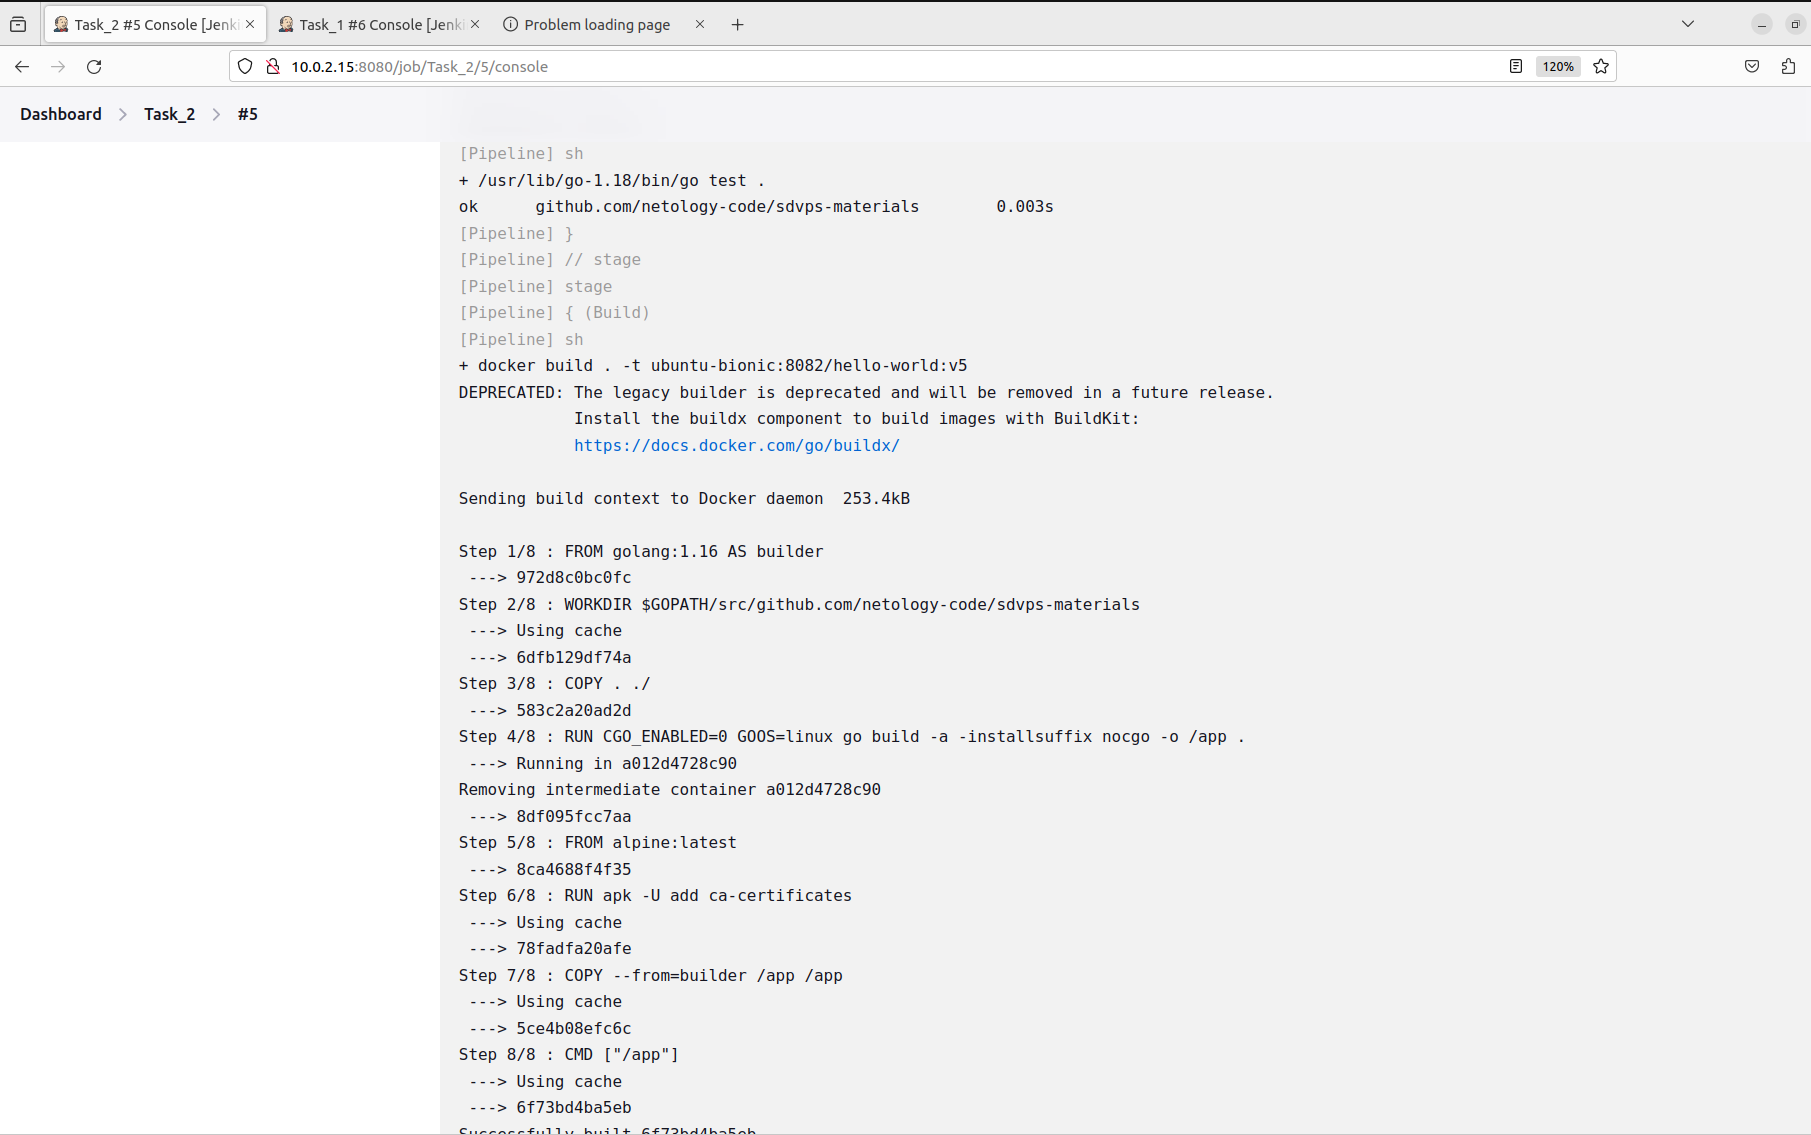 Task_2 #5 Console [Jenki
Task_1 #6 Console [Jenki
Problem loading page
10.0.2.15:8080/job/Task_2/5/console
120%
Dashboard
Task_2
#5
[Pipeline] sh
+ /usr/lib/go-1.18/bin/go test .
ok      github.com/netology-code/sdvps-materials        0.003s
[Pipeline] }
[Pipeline] // stage
[Pipeline] stage
[Pipeline] { (Build)
[Pipeline] sh
+ docker build . -t ubuntu-bionic:8082/hello-world:v5
DEPRECATED: The legacy builder is deprecated and will be removed in a future release.
            Install the buildx component to build images with BuildKit:
            https://docs.docker.com/go/buildx/
Sending build context to Docker daemon  253.4kB
Step 1/8 : FROM golang:1.16 AS builder
 ---> 972d8c0bc0fc
Step 2/8 : WORKDIR $GOPATH/src/github.com/netology-code/sdvps-materials
 ---> Using cache
 ---> 6dfb129df74a
Step 3/8 : COPY . ./
 ---> 583c2a20ad2d
Step 4/8 : RUN CGO_ENABLED=0 GOOS=linux go build -a -installsuffix nocgo -o /app .
 ---> Running in a012d4728c90
Removing intermediate container a012d4728c90
 ---> 8df095fcc7aa
Step 5/8 : FROM alpine:latest
 ---> 8ca4688f4f35
Step 6/8 : RUN apk -U add ca-certificates
 ---> Using cache
 ---> 78fadfa20afe
Step 7/8 : COPY --from=builder /app /app
 ---> Using cache
 ---> 5ce4b08efc6c
Step 8/8 : CMD ["/app"]
 ---> Using cache
 ---> 6f73bd4ba5eb
Successfully built 6f73bd4ba5eb